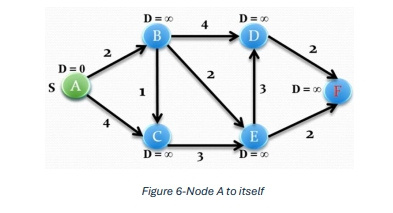 D = ∞
4
D = ∞
B
D
2
2
D = 0
S
A
2
D = ∞
F
1
3
4
C
E
2
D = ∞
3
D = ∞
Figure 6-Node A to itself